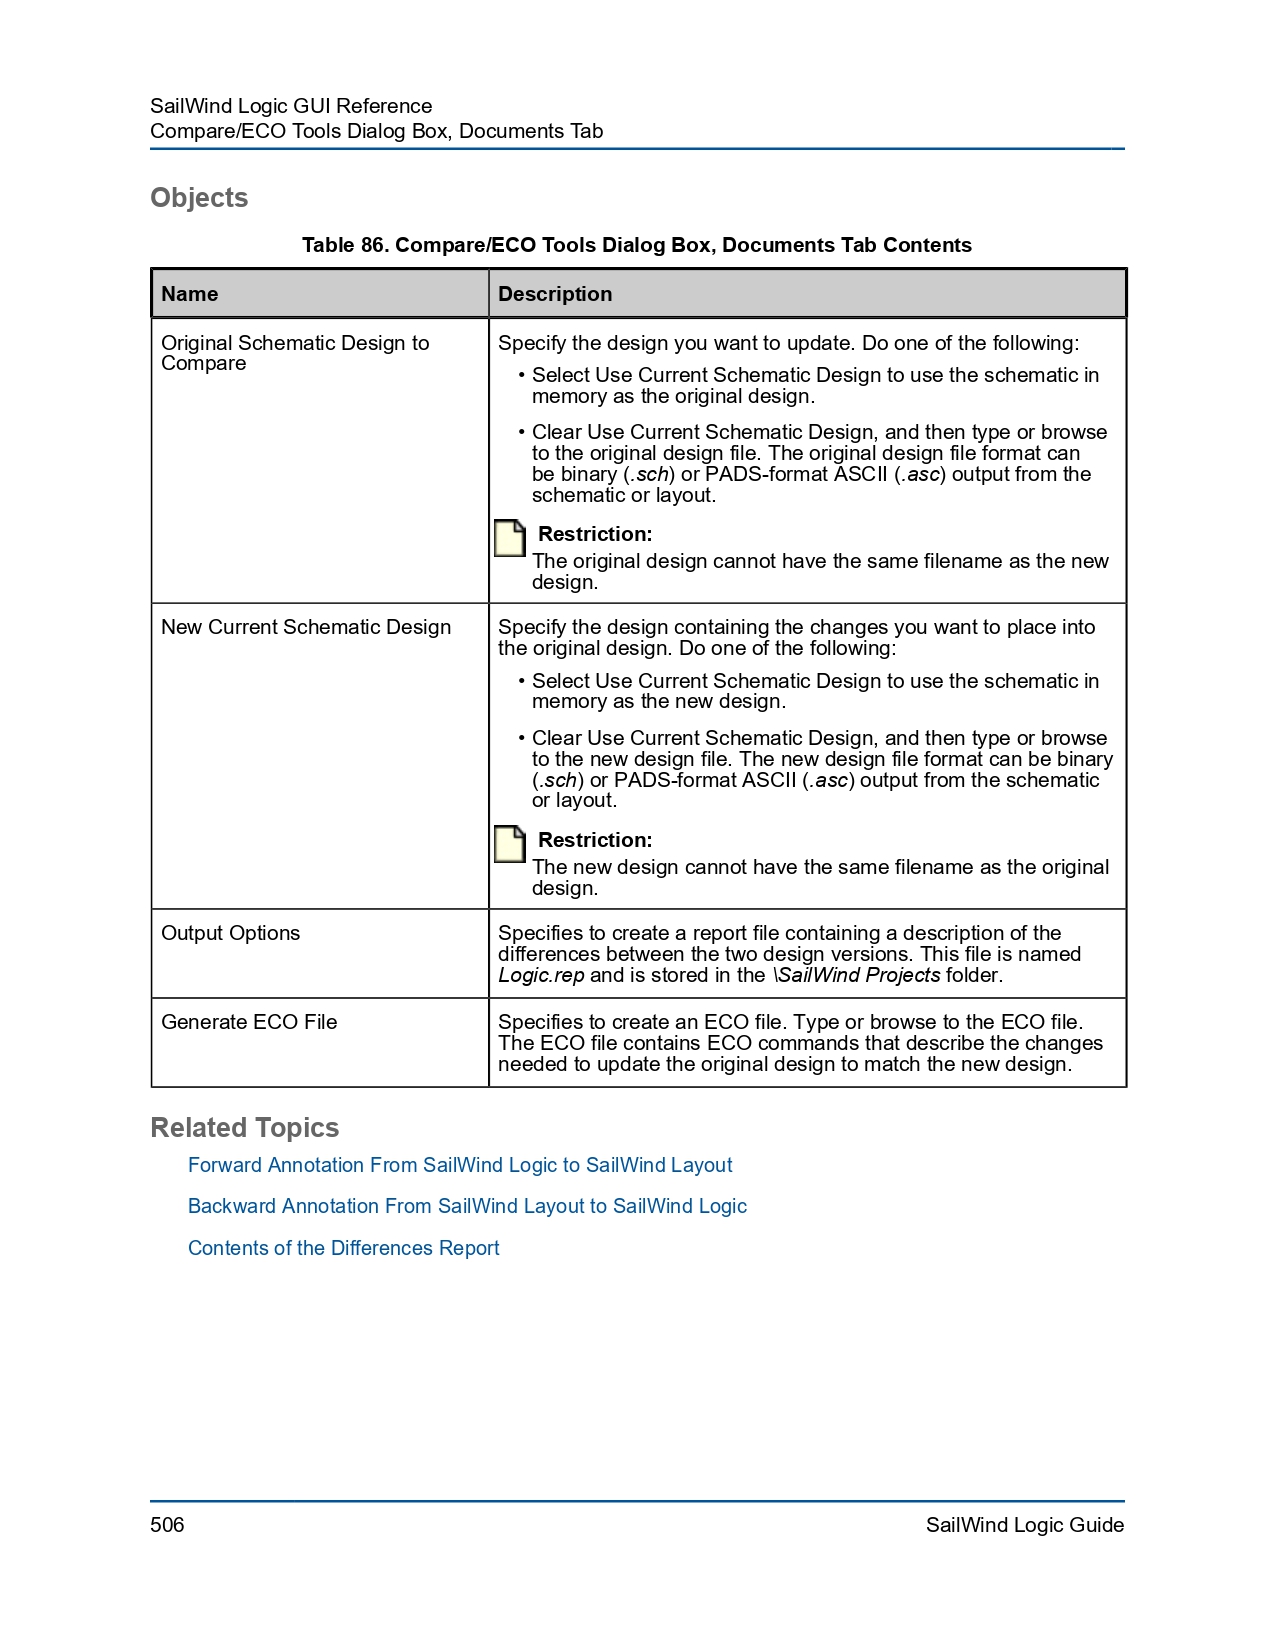 SailWind Logic GUI Reference
Compare/ECO Tools Dialog Box, Documents Tab
Objects
Table 86. Compare/ECO Tools Dialog Box, Documents Tab Contents
Name
Description
Original Schematic Design to
Compare
Specify the design you want to update. Do one of the following:
• Select Use Current Schematic Design to use the schematic in
memory as the original design.
• Clear Use Current Schematic Design, and then type or browse
to the original design file. The original design file format can
be binary (.sch) or PADS-format ASCII (.asc) output from the
schematic or layout.
Restriction:
The original design cannot have the same filename as the new
design.
New Current Schematic Design
Specify the design containing the changes you want to place into
the original design. Do one of the following:
• Select Use Current Schematic Design to use the schematic in
memory as the new design.
• Clear Use Current Schematic Design, and then type or browse
to the new design file. The new design file format can be binary
(.sch) or PADS-format ASCII (.asc) output from the schematic
or layout.
Restriction:
The new design cannot have the same filename as the original
design.
Output Options
Specifies to create a report file containing a description of the
differences between the two design versions. This file is named
Logic.rep and is stored in the \SailWind Projects folder.
Generate ECO File
Specifies to create an ECO file. Type or browse to the ECO file.
The ECO file contains ECO commands that describe the changes
needed to update the original design to match the new design.
Related Topics
Forward Annotation From SailWind Logic to SailWind Layout
Backward Annotation From SailWind Layout to SailWind Logic
Contents of the Differences Report
506
SailWind Logic Guide